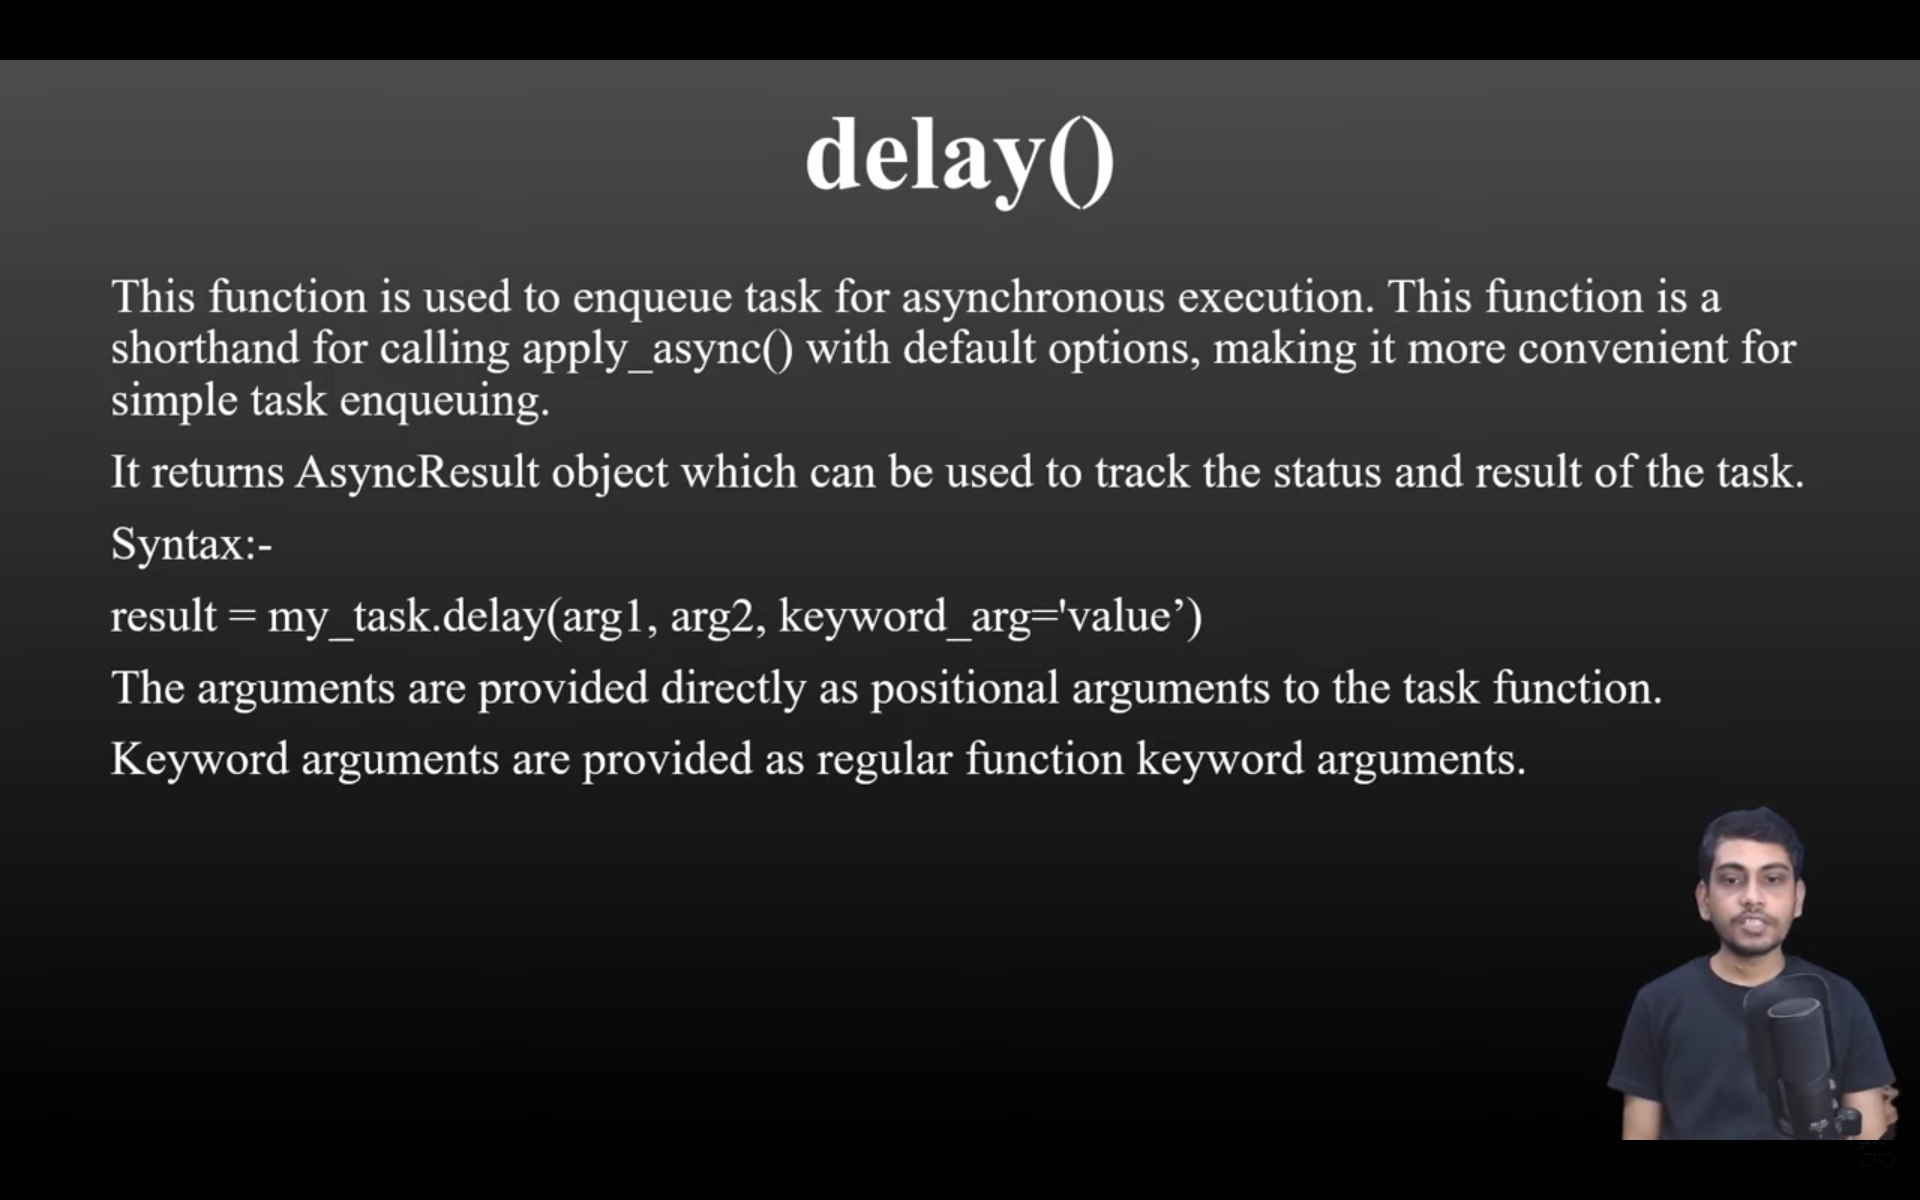 delay()
This function is used to enqueue task for asynchronous execution. This function is a
shorthand for calling apply_async() with default options, making it more convenient for
simple task enqueuing.
It returns AsyncResult object which can be used to track the status and result of the task.
Syntax:-
result = my_task.delay(arg1, arg2, keyword_arg='value’)
The arguments are provided directly as positional arguments to the task function.
Keyword arguments are provided as regular function keyword arguments.